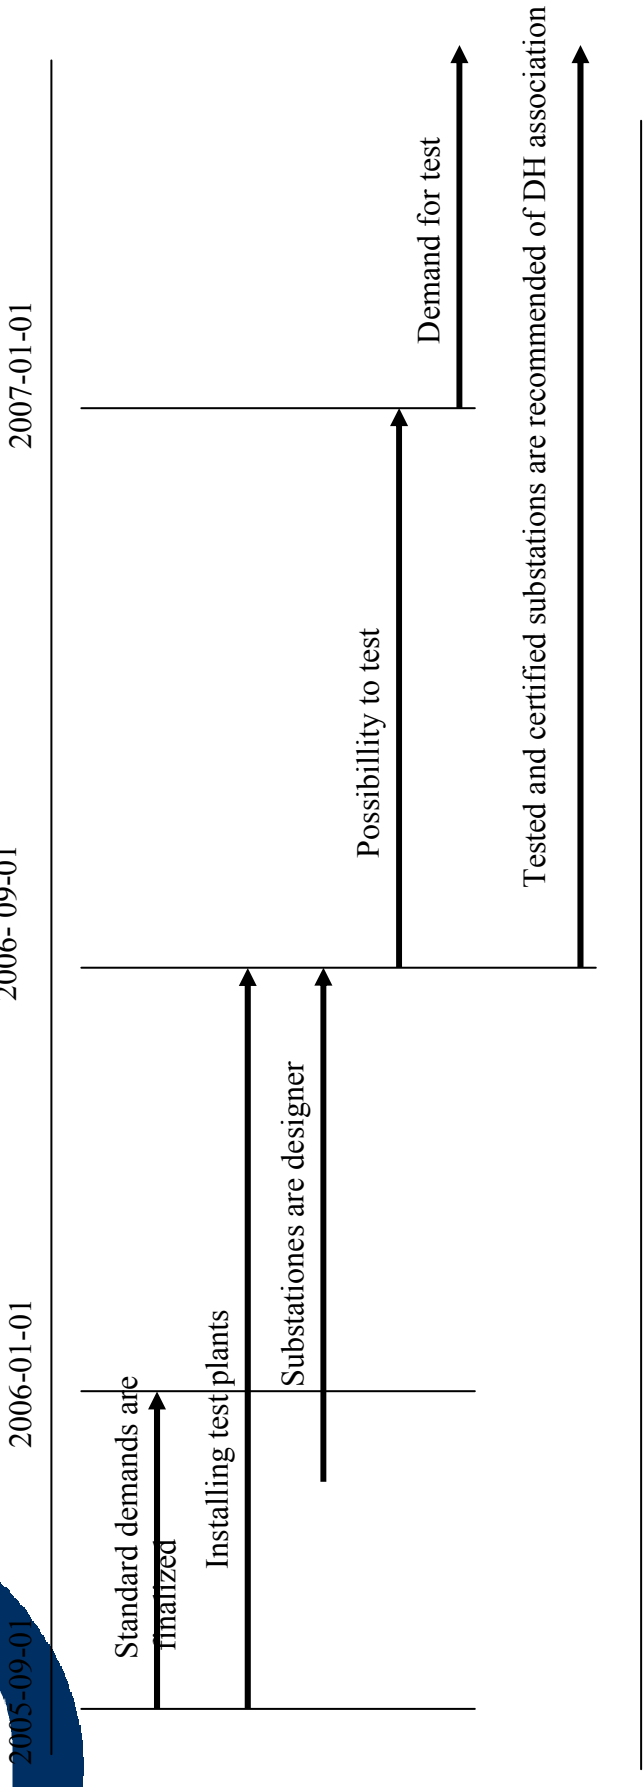 2005-09-01
2006-01-01
2006- 09-01
2007-01-01
Standard demands are
finalized
Installing test plants
Substationes are designer
Possibillity to test
Demand for test
Tested and certified substations are recommended of DH association